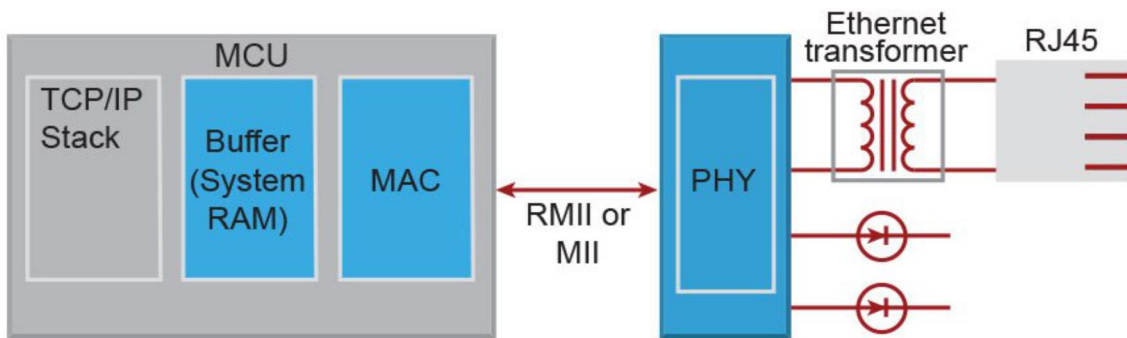 MCU
TCP/IP
Stack
Buffer
(System
RAM)
MAC
RMII or
MII
PHY
Ethernet
transformer
RJ45